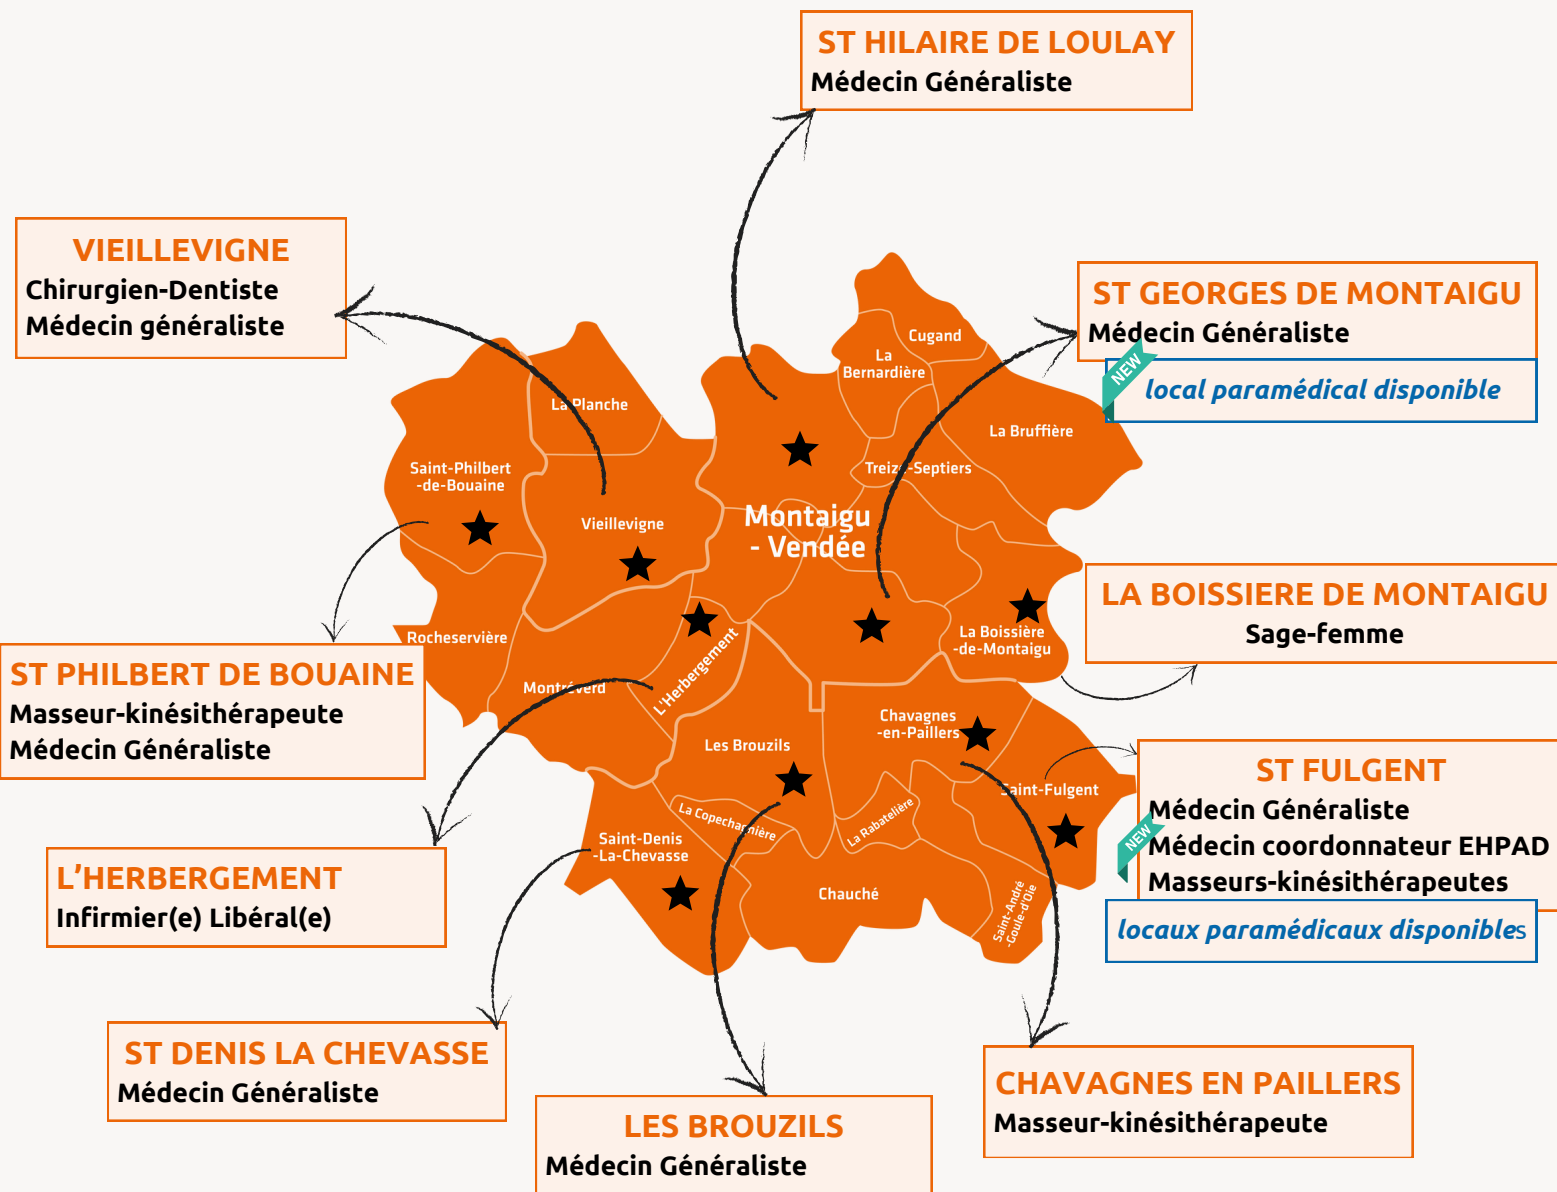 ST HILAIRE DE LOULAY
Médecin Généraliste
VIEILLEVIGNE
Chirurgien-Dentiste
Médecin généraliste
ST GEORGES DE MONTAIGU
Médecin Généraliste
NEW
local paramédical disponible
Cugand
La
Bernardière
La Planche
La Bruffière
Saint-Philbert
-de-Bouaine
Treize-Septiers
Vieillevigne
Montaigu
- Vendée
LA BOISSIERE DE MONTAIGU
Sage-femme
La Boissière
-de-Montaigu
Rocheservière
L'Herbergement
Montréverd
ST PHILBERT DE BOUAINE
Masseur-kinésithérapeute
Médecin Généraliste
Chavagnes
-en-Paillers
Les Brouzils
Saint-Fulgent
ST FULGENT
Médecin Généraliste
NEW
Médecin coordonnateur EHPAD
Masseurs-kinésithérapeutes
locaux paramédicaux disponibles
La Copechagnière
La Rabatelière
Saint-Denis
-La-Chevasse
Chauché
Saint-André
-Goule-d'Oie
L’HERBERGEMENT
Infirmier(e) Libéral(e)
ST DENIS LA CHEVASSE
Médecin Généraliste
LES BROUZILS
Médecin Généraliste
CHAVAGNES EN PAILLERS
Masseur-kinésithérapeute